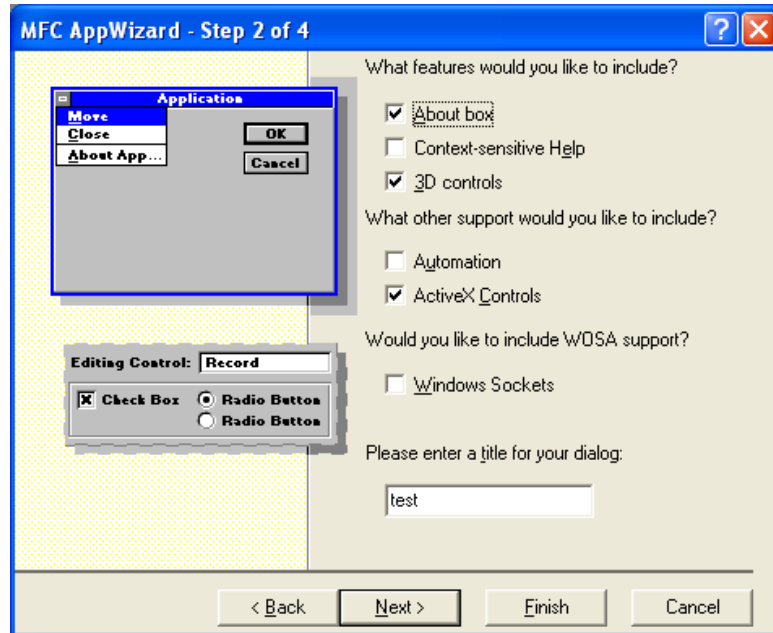 MFC AppWizard - Step 2 of 4
Application
Move
Close
About App...
OK
Cancel
Editing Control: Record
Check Box
Radio Button
Radio Button
What features would you like to include?
About box
Context-sensitive Help
3D controls
What other support would you like to include?
Automation
ActiveX Controls
Would you like to include WOSA support?
Windows Sockets
Please enter a title for your dialog:
test
< Back
Next >
Finish
Cancel